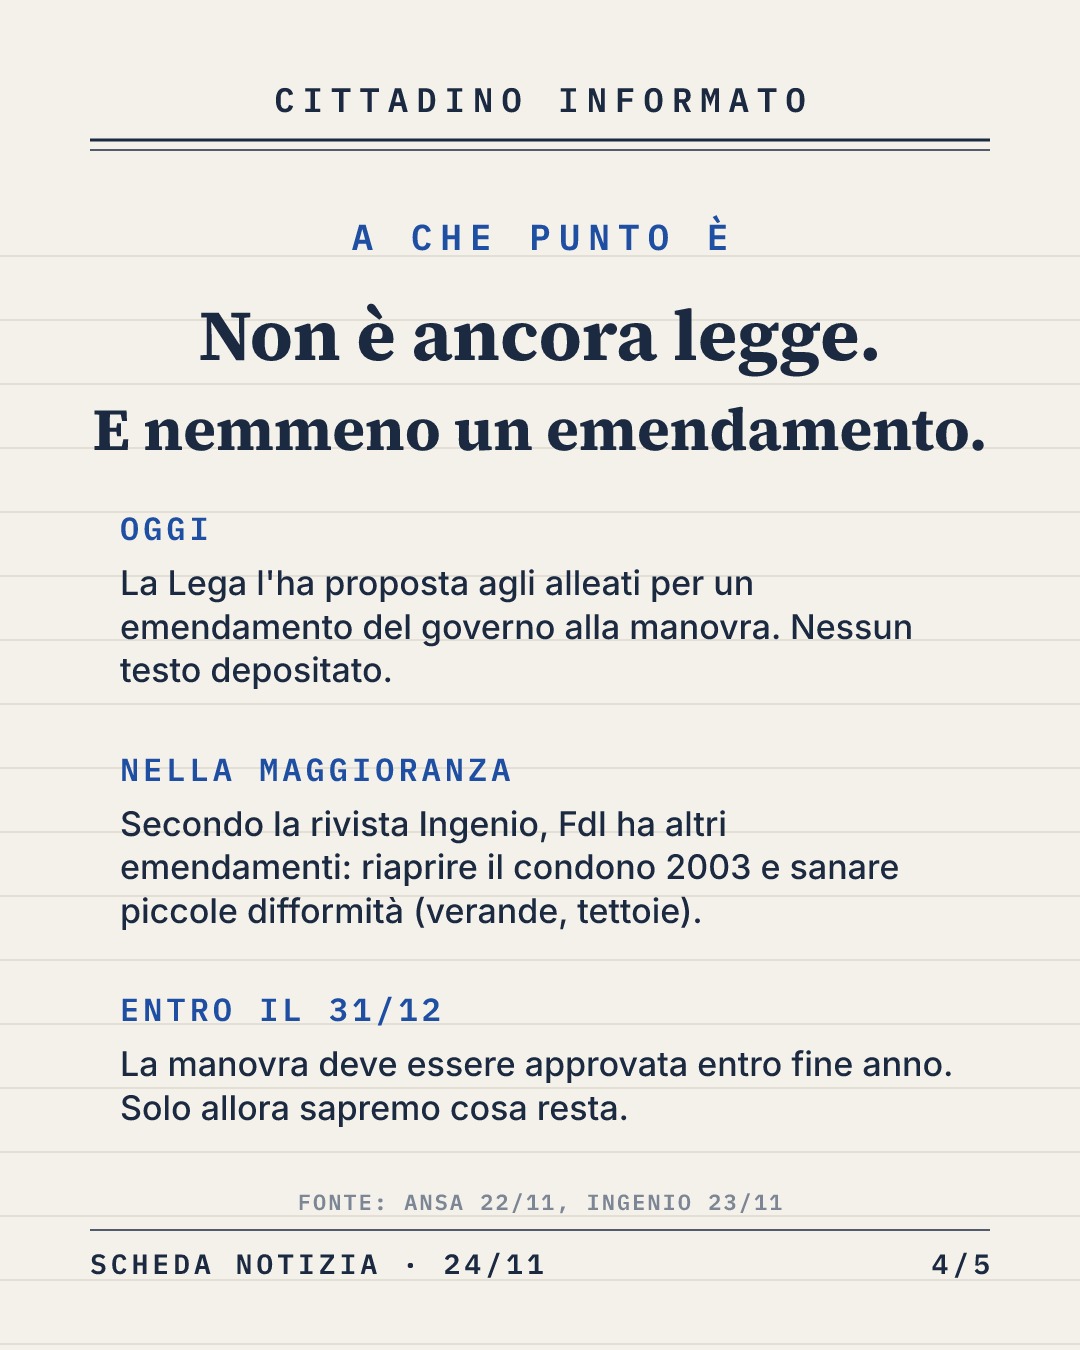 CITTADINO INFORMATO
A CHE PUNTO È
Non è ancora legge.
E nemmeno un emendamento.
OGGI
La Lega l'ha proposta agli alleati per un
emendamento del governo alla manovra. Nessun
testo depositato.
NELLA MAGGIORANZA
Secondo la rivista Ingenio, FdI ha altri
emendamenti: riaprire il condono 2003 e sanare
piccole difformità (verande, tettoie).
ENTRO IL 31/12
La manovra deve essere approvata entro fine anno.
Solo allora sapremo cosa resta.
FONTE: ANSA 22/11, INGENIO 23/11
SCHEDA NOTIZIA · 24/11
4/5